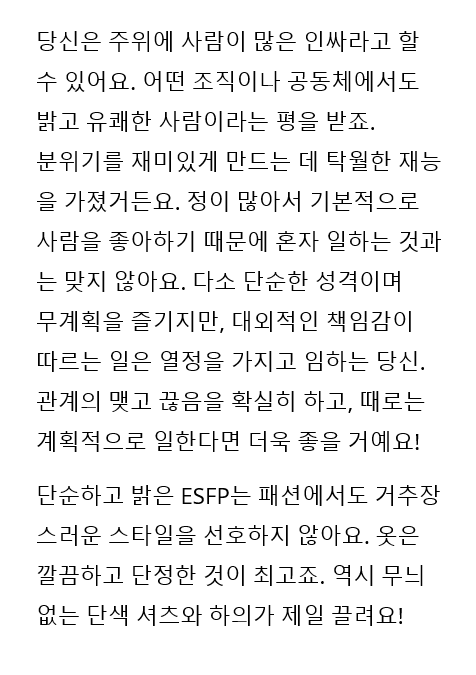 당신은 주위에 사람이 많은 인싸라고 할
수 있어요. 어떤 조직이나 공동체에서도
밝고 유쾌한 사람이라는 평을 받죠.
분위기를 재미있게 만드는 데 탁월한 재능
을 가졌거든요. 정이 많아서 기본적으로
사람을 좋아하기 때문에 혼자 일하는 것과
는 맞지 않아요. 다소 단순한 성격이며
무계획을 즐기지만, 대외적인 책임감이
따르는 일은 열정을 가지고 임하는 당신.
관계의 맺고 끊음을 확실히 하고, 때로는
계획적으로 일한다면 더욱 좋을 거예요!
단순하고 밝은 ESFP는 패션에서도 거추장
스러운 스타일을 선호하지 않아요. 옷은
깔끔하고 단정한 것이 최고죠. 역시 무늬
없는 단색 셔츠와 하의가 제일 끌려요!